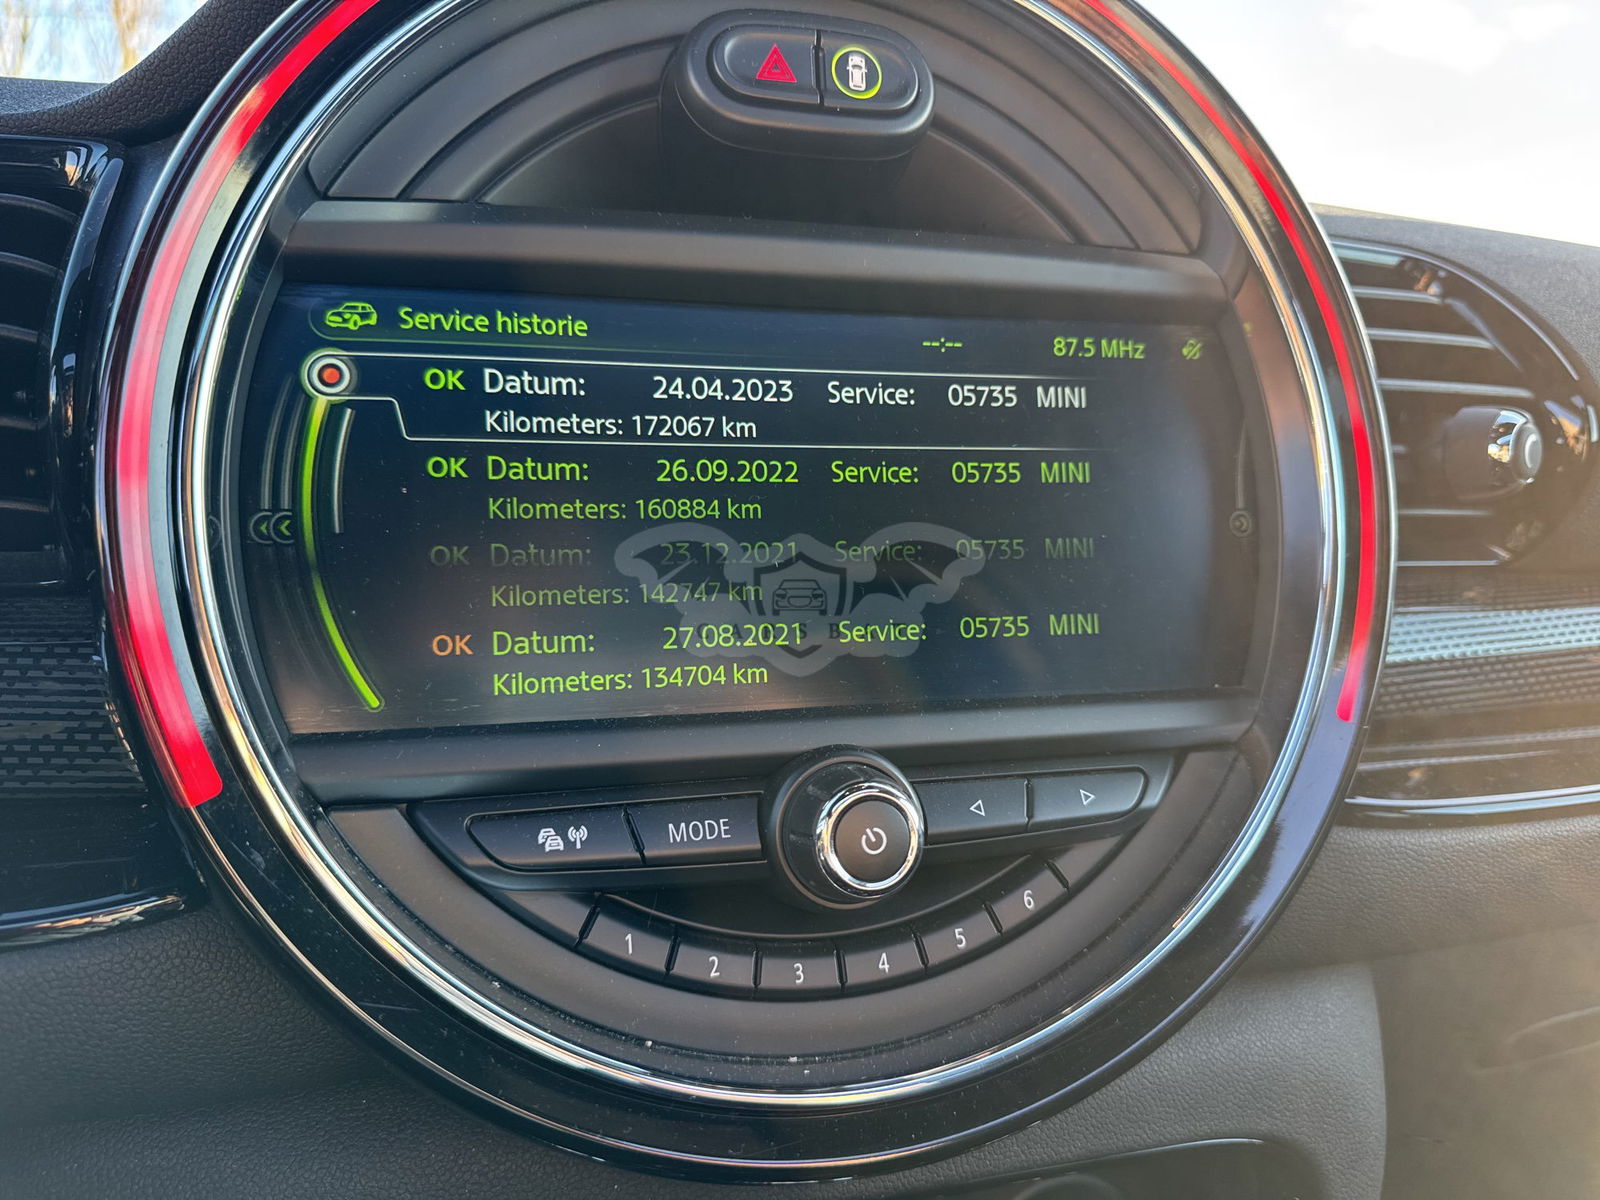 Service historie
--:-- 87.5 MHz
OK Datum: 24.04.2023 Service: 05735 MINI
Kilometers: 172067 km
OK Datum: 26.09.2022 Service: 05735 MINI
Kilometers: 160884 km
OK Datum: 23.12.2021 Service: 05735 MINI
Kilometers: 142747 km
OK Datum: 27.08.2021 Service: 05735 MINI
Kilometers: 134704 km
MODE
1 2 3 4 5 6